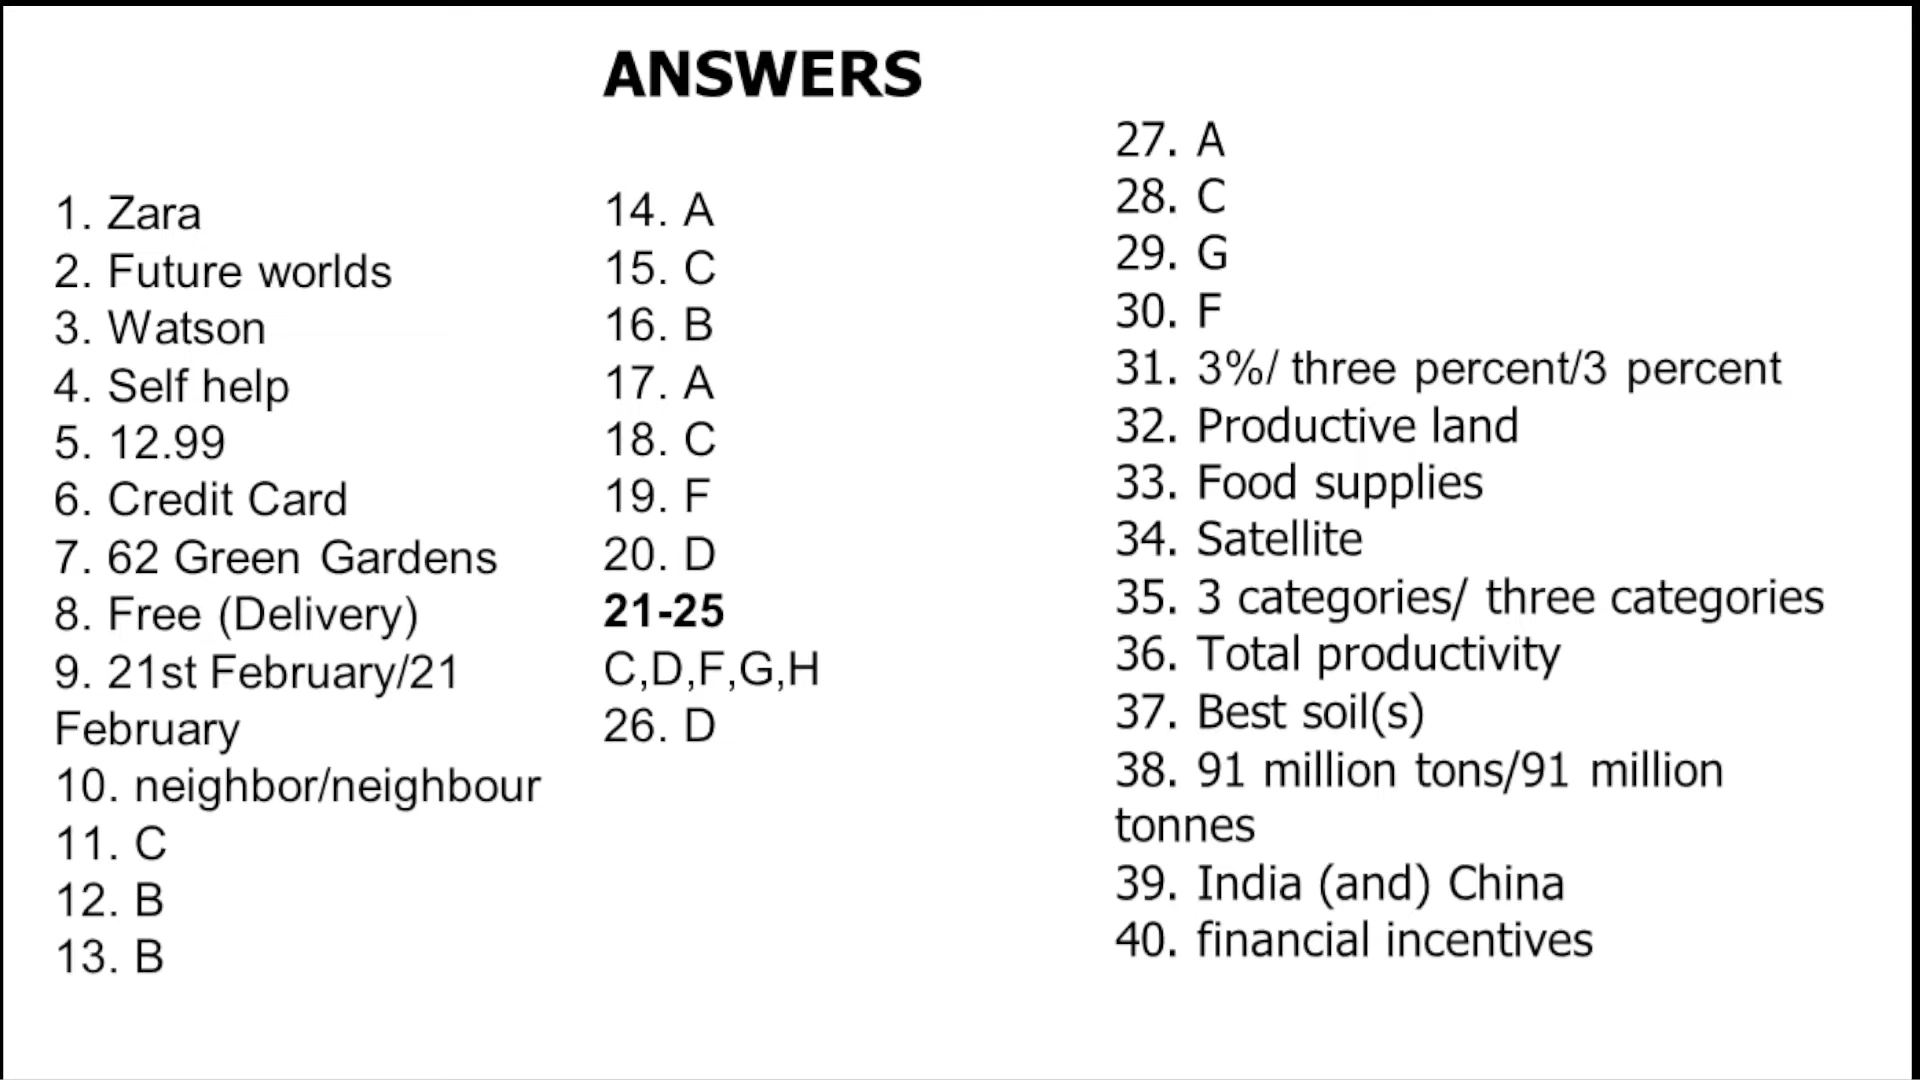 ANSWERS
1. Zara
2. Future worlds
3. Watson
4. Self help
5. 12.99
6. Credit Card
7. 62 Green Gardens
8. Free (Delivery)
9. 21st February/21
February
10. neighbor/neighbour
11. C
12. B
13. B
14. A
15. C
16. B
17. A
18. C
19. F
20. D
21-25
C,D,F,G,H
26. D
27. A
28. C
29. G
30. F
31. 3%/ three percent/3 percent
32. Productive land
33. Food supplies
34. Satellite
35. 3 categories/ three categories
36. Total productivity
37. Best soil(s)
38. 91 million tons/91 million
tonnes
39. India (and) China
40. financial incentives